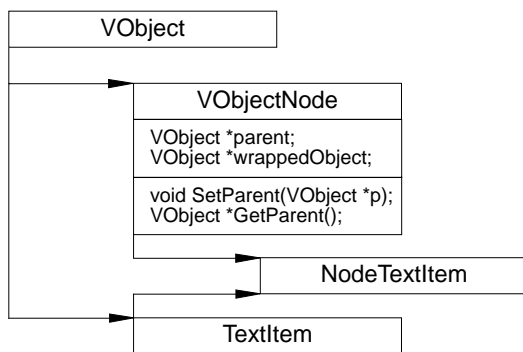 VObject
VObjectNode
VObject *parent;
VObject *wrappedObject;
void SetParent(VObject *p);
VObject *GetParent();
NodeTextItem
TextItem